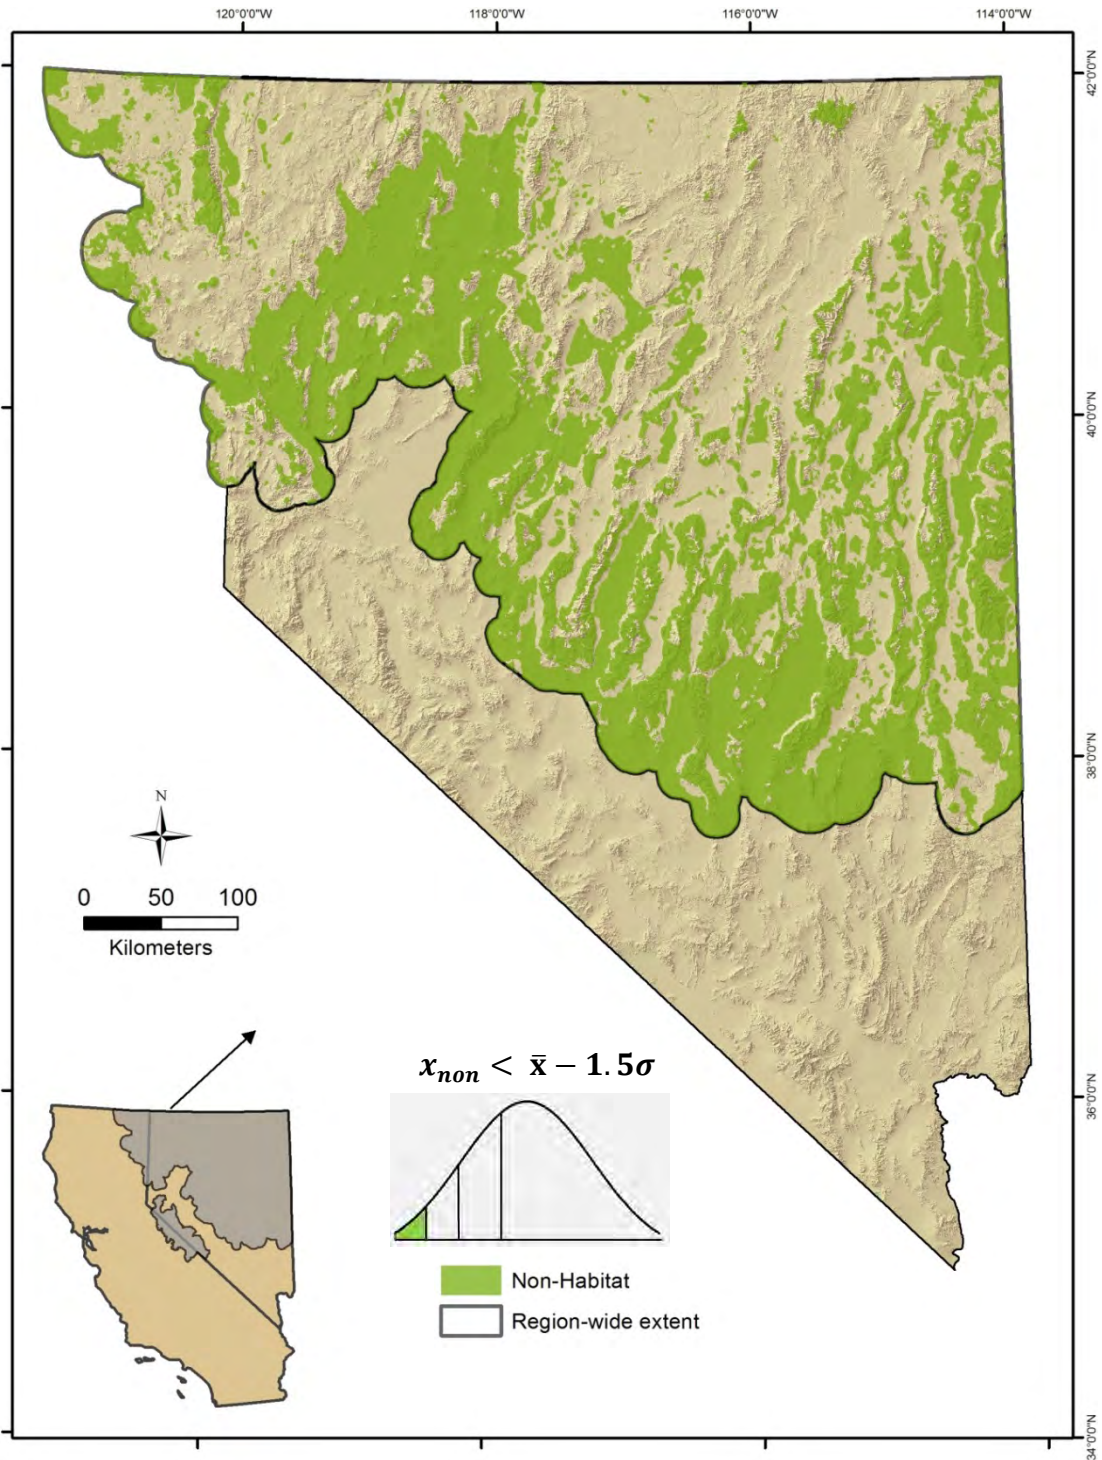 120°0'0"W 118°0'0"W 116°0'0"W 114°0'0"W
42°0'0"N
40°0'0"N
38°0'0"N
N
0 50 100
Kilometers
36°0'0"N
x_non < x̄ − 1.5σ
Non-Habitat
Region-wide extent
34°0'0"N